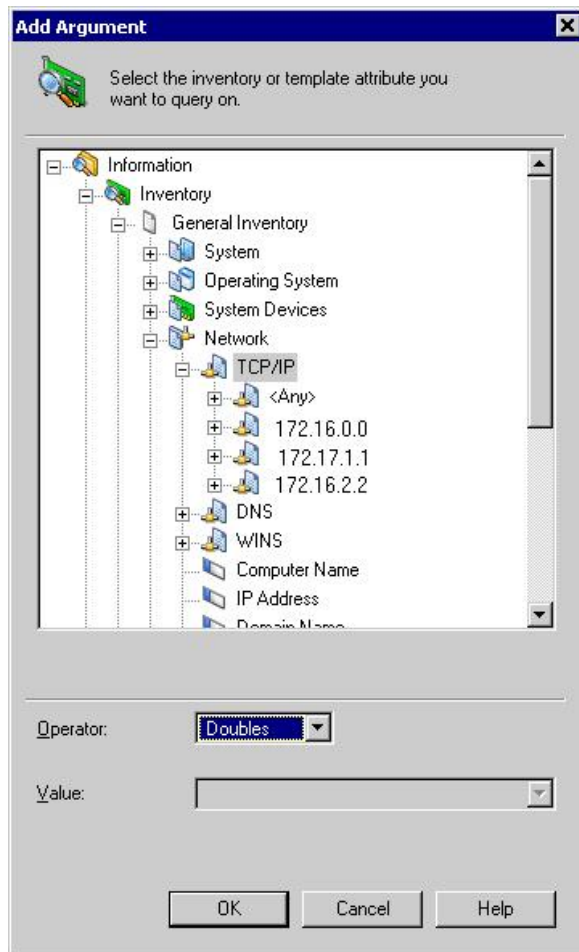 Add Argument
Select the inventory or template attribute you
want to query on.
Information
Inventory
General Inventory
System
Operating System
System Devices
Network
TCP/IP
<Any>
172.16.0.0
172.17.1.1
172.16.2.2
DNS
WINS
Computer Name
IP Address
Domain Name
Operator: Doubles
Value:
OK Cancel Help